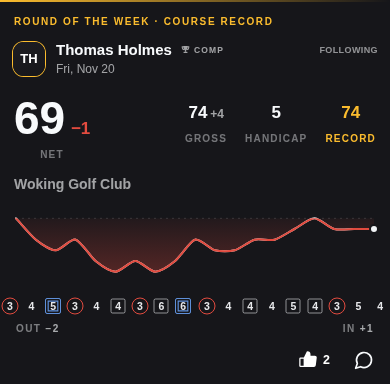 ROUND OF THE WEEK · COURSE RECORD
TH Thomas Holmes COMP FOLLOWING
Fri, Nov 20
69 −1 74 +4 5 74
GROSS HANDICAP RECORD
NET
Woking Golf Club
3 4 5 3 4 4 3 6 6 3 4 4 4 5 4 3 5 4
OUT −2 IN +1
2